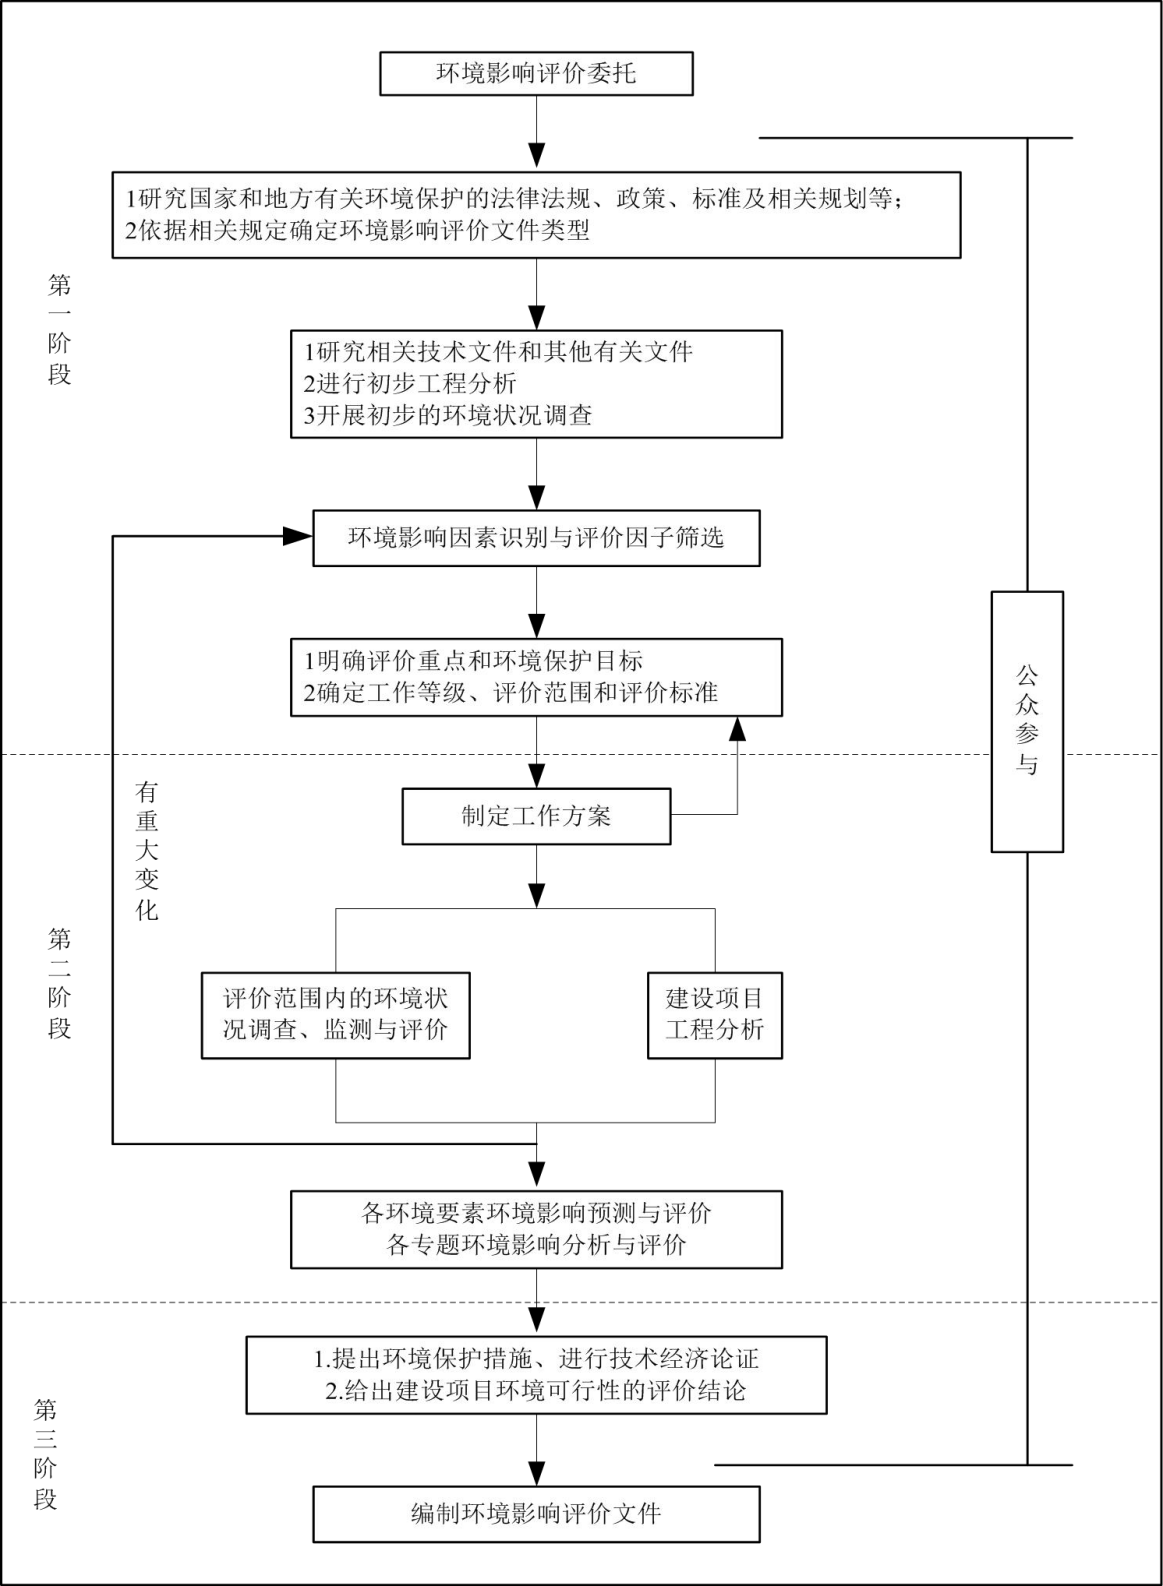 环境影响评价委托
1研究国家和地方有关环境保护的法律法规、政策、标准及相关规划等；
2依据相关规定确定环境影响评价文件类型
第一阶段
1研究相关技术文件和其他有关文件
2进行初步工程分析
3开展初步的环境状况调查
环境影响因素识别与评价因子筛选
1明确评价重点和环境保护目标
2确定工作等级、评价范围和评价标准
公众参与
有重大变化
制定工作方案
第二阶段
评价范围内的环境状
况调查、监测与评价
建设项目
工程分析
各环境要素环境影响预测与评价
各专题环境影响分析与评价
1.提出环境保护措施、进行技术经济论证
2.给出建设项目环境可行性的评价结论
第三阶段
编制环境影响评价文件